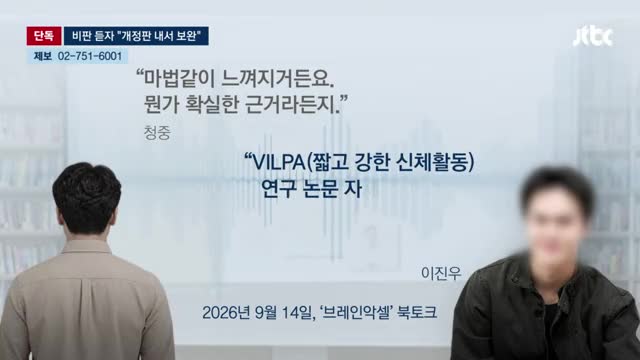 단독 비판 듣자 "개정판 내서 보완"
jtbc
제보 02-751-6001
“마법같이 느껴지거든요.
뭔가 확실한 근거라든지.”
청중
“VILPA(짧고 강한 신체활동)
연구 논문 자
이진우
2026년 9월 14일, ‘브레인악셀’ 북토크